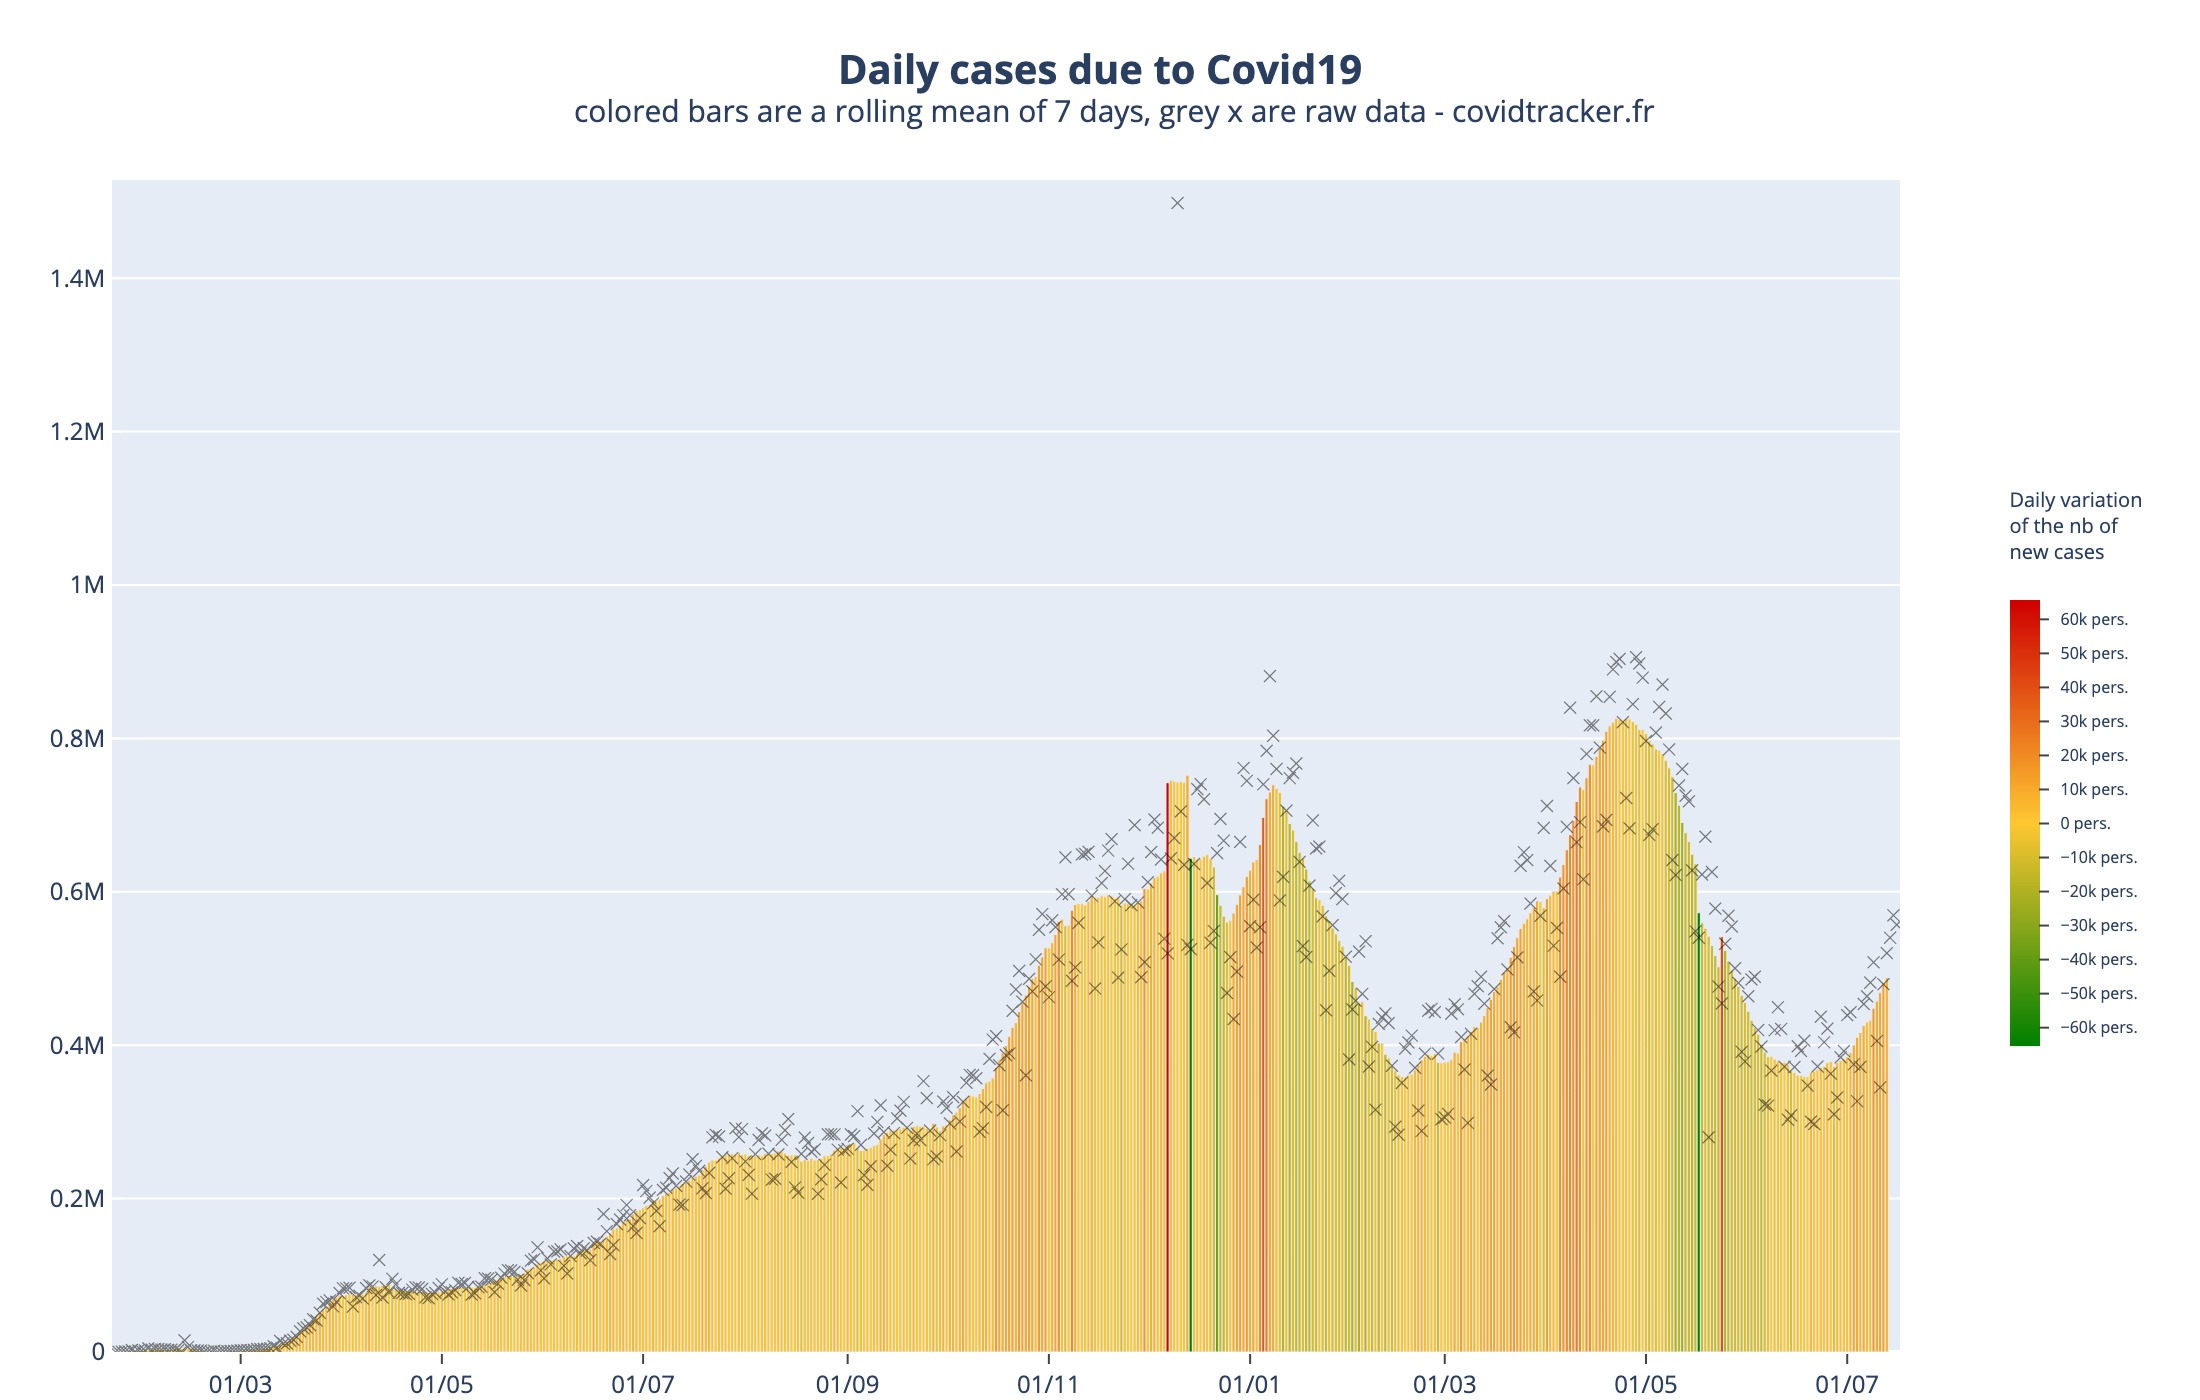 Daily cases due to Covid19
colored bars are a rolling mean of 7 days, grey x are raw data - covidtracker.fr
1.4M
1.2M
1M
0.8M
0.6M
0.4M
0.2M
0
01/03
01/05
01/07
01/09
01/11
01/01
01/03
01/05
01/07
Daily variation
of the nb of
new cases
60k pers.
50k pers.
40k pers.
30k pers.
20k pers.
10k pers.
0 pers.
−10k pers.
−20k pers.
−30k pers.
−40k pers.
−50k pers.
−60k pers.